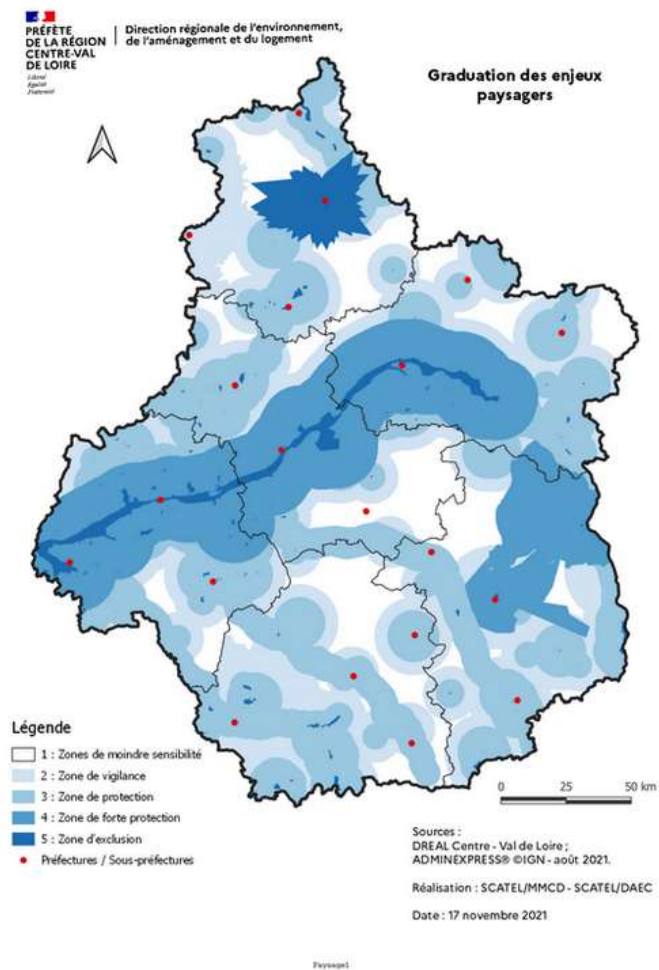 PRÉFÈTE
DE LA RÉGION
CENTRE-VAL
DE LOIRE
Liberté
Égalité
Fraternité
Direction régionale de l'environnement,
de l'aménagement et du logement
Graduation des enjeux
paysagers
Légende
1 : Zones de moindre sensibilité
2 : Zone de vigilance
3 : Zone de protection
4 : Zone de forte protection
5 : Zone d'exclusion
Préfectures / Sous-préfectures
0 25 50 km
Sources :
DREAL Centre - Val de Loire ;
ADMINEXPRESS® ©IGN - août 2021.
Réalisation : SCATEL/MMCD - SCATEL/DAEC
Date : 17 novembre 2021
Paysage1